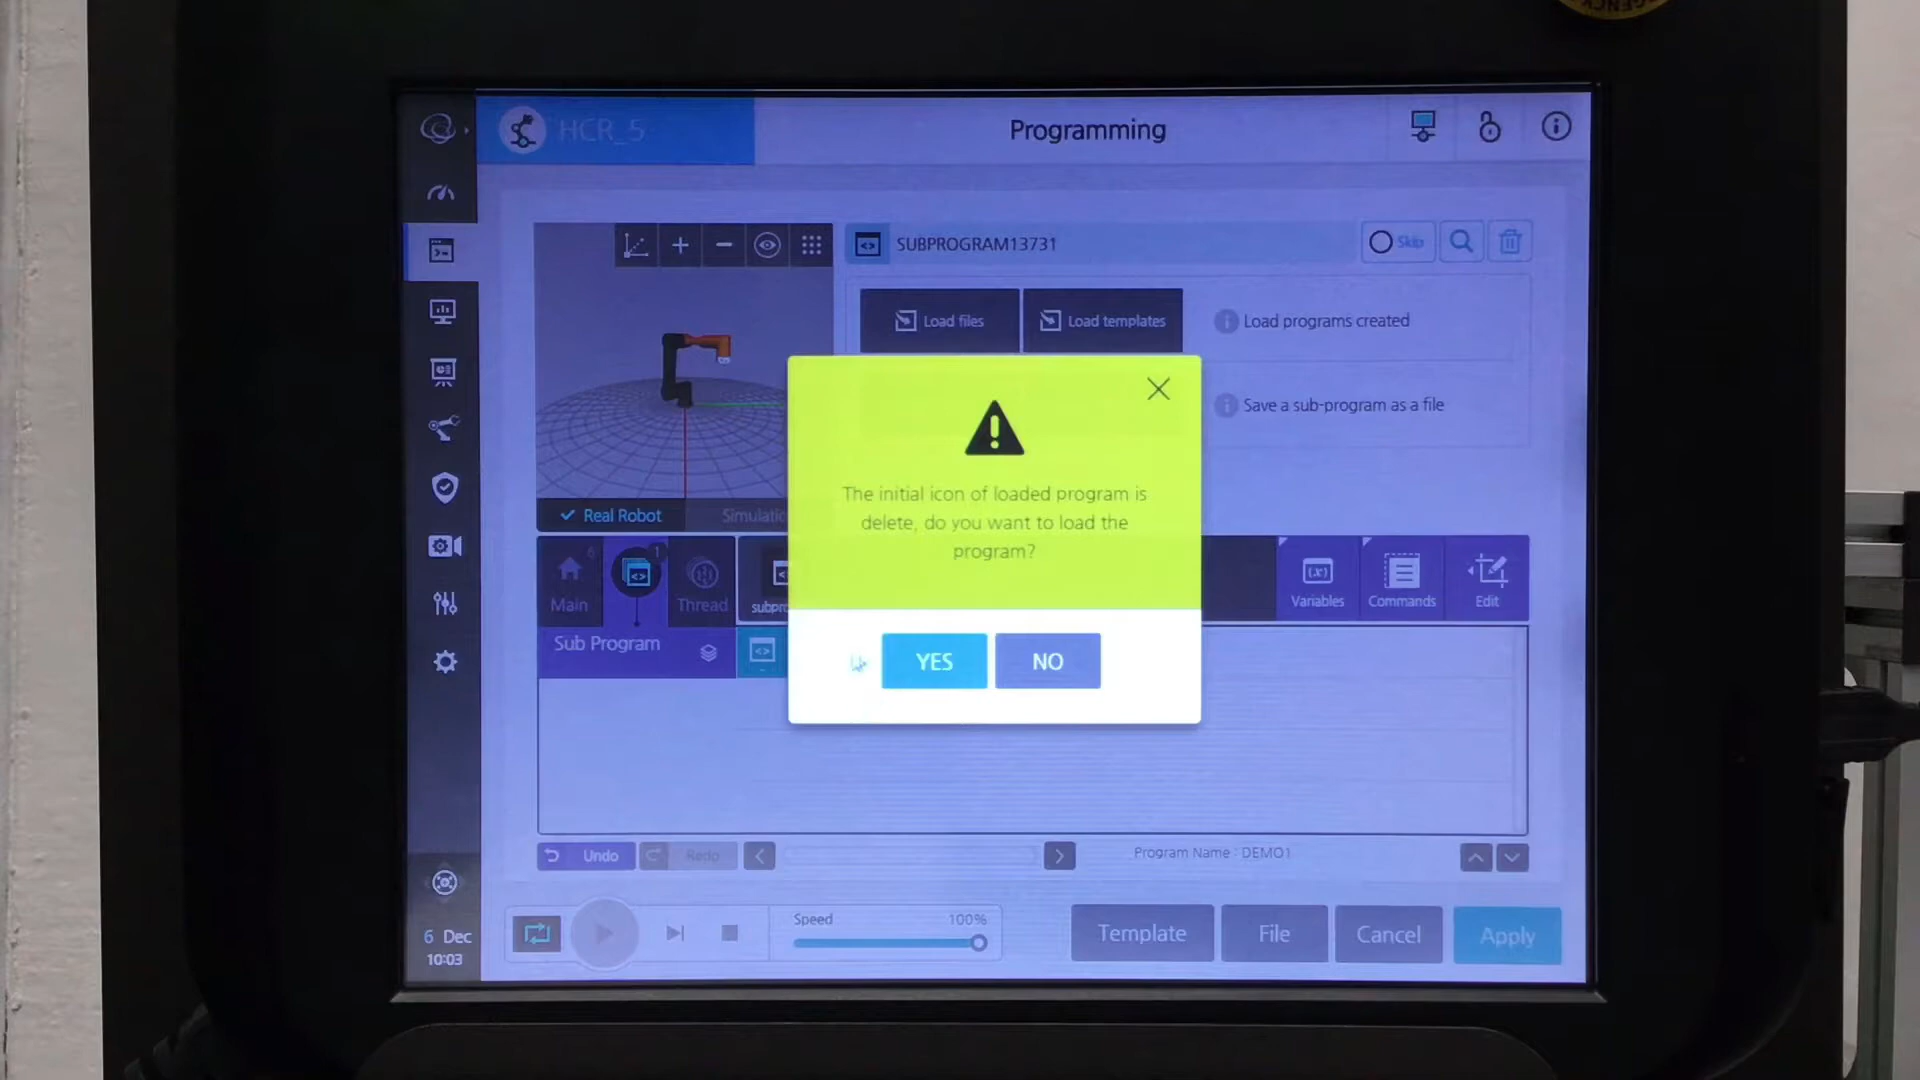 HCR_5
Programming
SUBPROGRAM13731
Skip
Load files
Load templates
Load programs created
Save a sub-program as a file
The initial icon of loaded program is
delete, do you want to load the
program?
YES
NO
Real Robot
Main
6
1
Thread
Variables
Commands
Edit
Sub Program
Undo
Redo
Program Name : DEMO1
6 Dec
10:03
Speed
100%
Template
File
Cancel
Apply